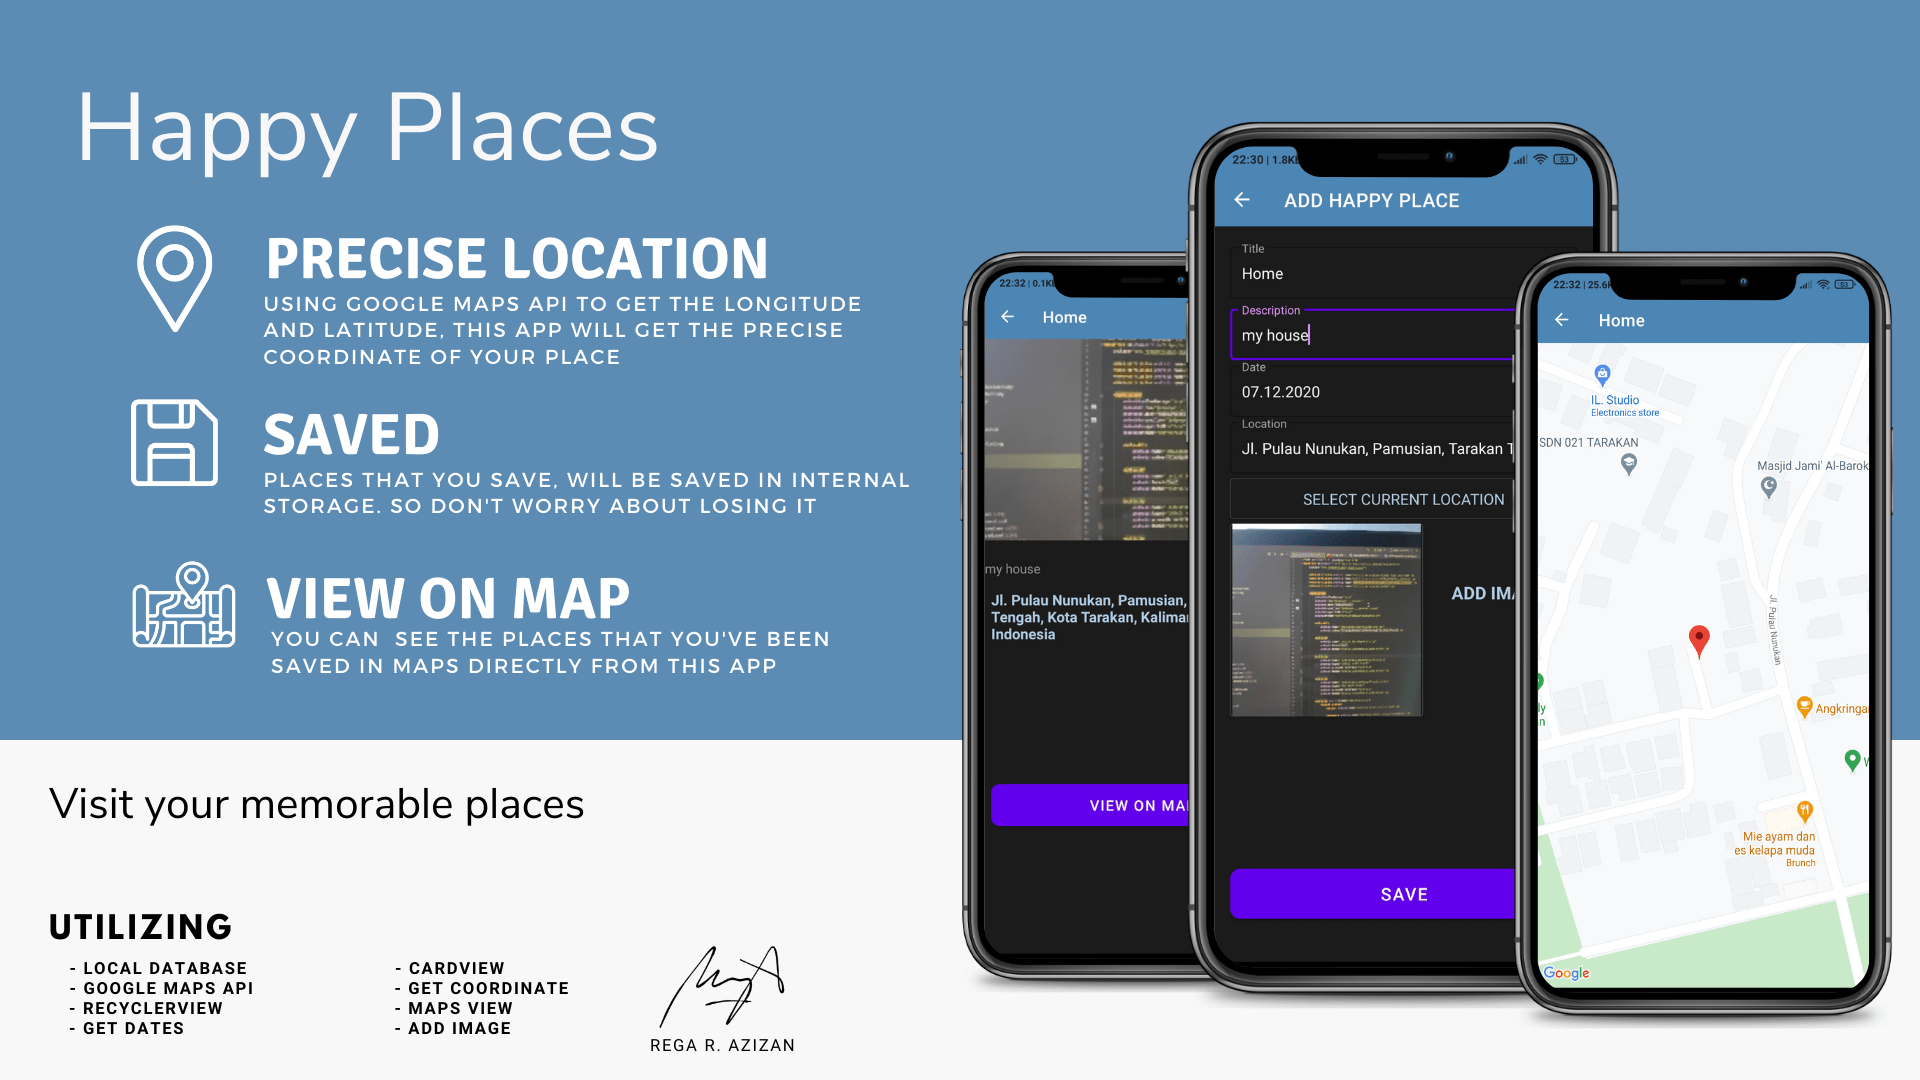 Happy Places
PRECISE LOCATION
USING GOOGLE MAPS API TO GET THE LONGITUDE
AND LATITUDE, THIS APP WILL GET THE PRECISE
COORDINATE OF YOUR PLACE
SAVED
PLACES THAT YOU SAVE, WILL BE SAVED IN INTERNAL
STORAGE. SO DON'T WORRY ABOUT LOSING IT
VIEW ON MAP
YOU CAN SEE THE PLACES THAT YOU'VE BEEN
SAVED IN MAPS DIRECTLY FROM THIS APP
Visit your memorable places
UTILIZING
- LOCAL DATABASE
- GOOGLE MAPS API
- RECYCLERVIEW
- GET DATES
- CARDVIEW
- GET COORDINATE
- MAPS VIEW
- ADD IMAGE
REGA R. AZIZAN
22:32 | 0.1K
Home
my house
Jl. Pulau Nunukan, Pamusian,
Tengah, Kota Tarakan, Kalimar
Indonesia
VIEW ON MA
22:30 | 1.8K
53
ADD HAPPY PLACE
Title
Home
Description
my house
Date
07.12.2020
Location
Jl. Pulau Nunukan, Pamusian, Tarakan T
SELECT CURRENT LOCATION
ADD IM
SAVE
22:32 | 25.6
53
Home
IL. Studio
Electronics store
SDN 021 TARAKAN
Masjid Jami' Al-Barok
Jl. Pulau Nunukan
ly
n
Angkringa
Mie ayam dan
es kelapa muda
Brunch
Google